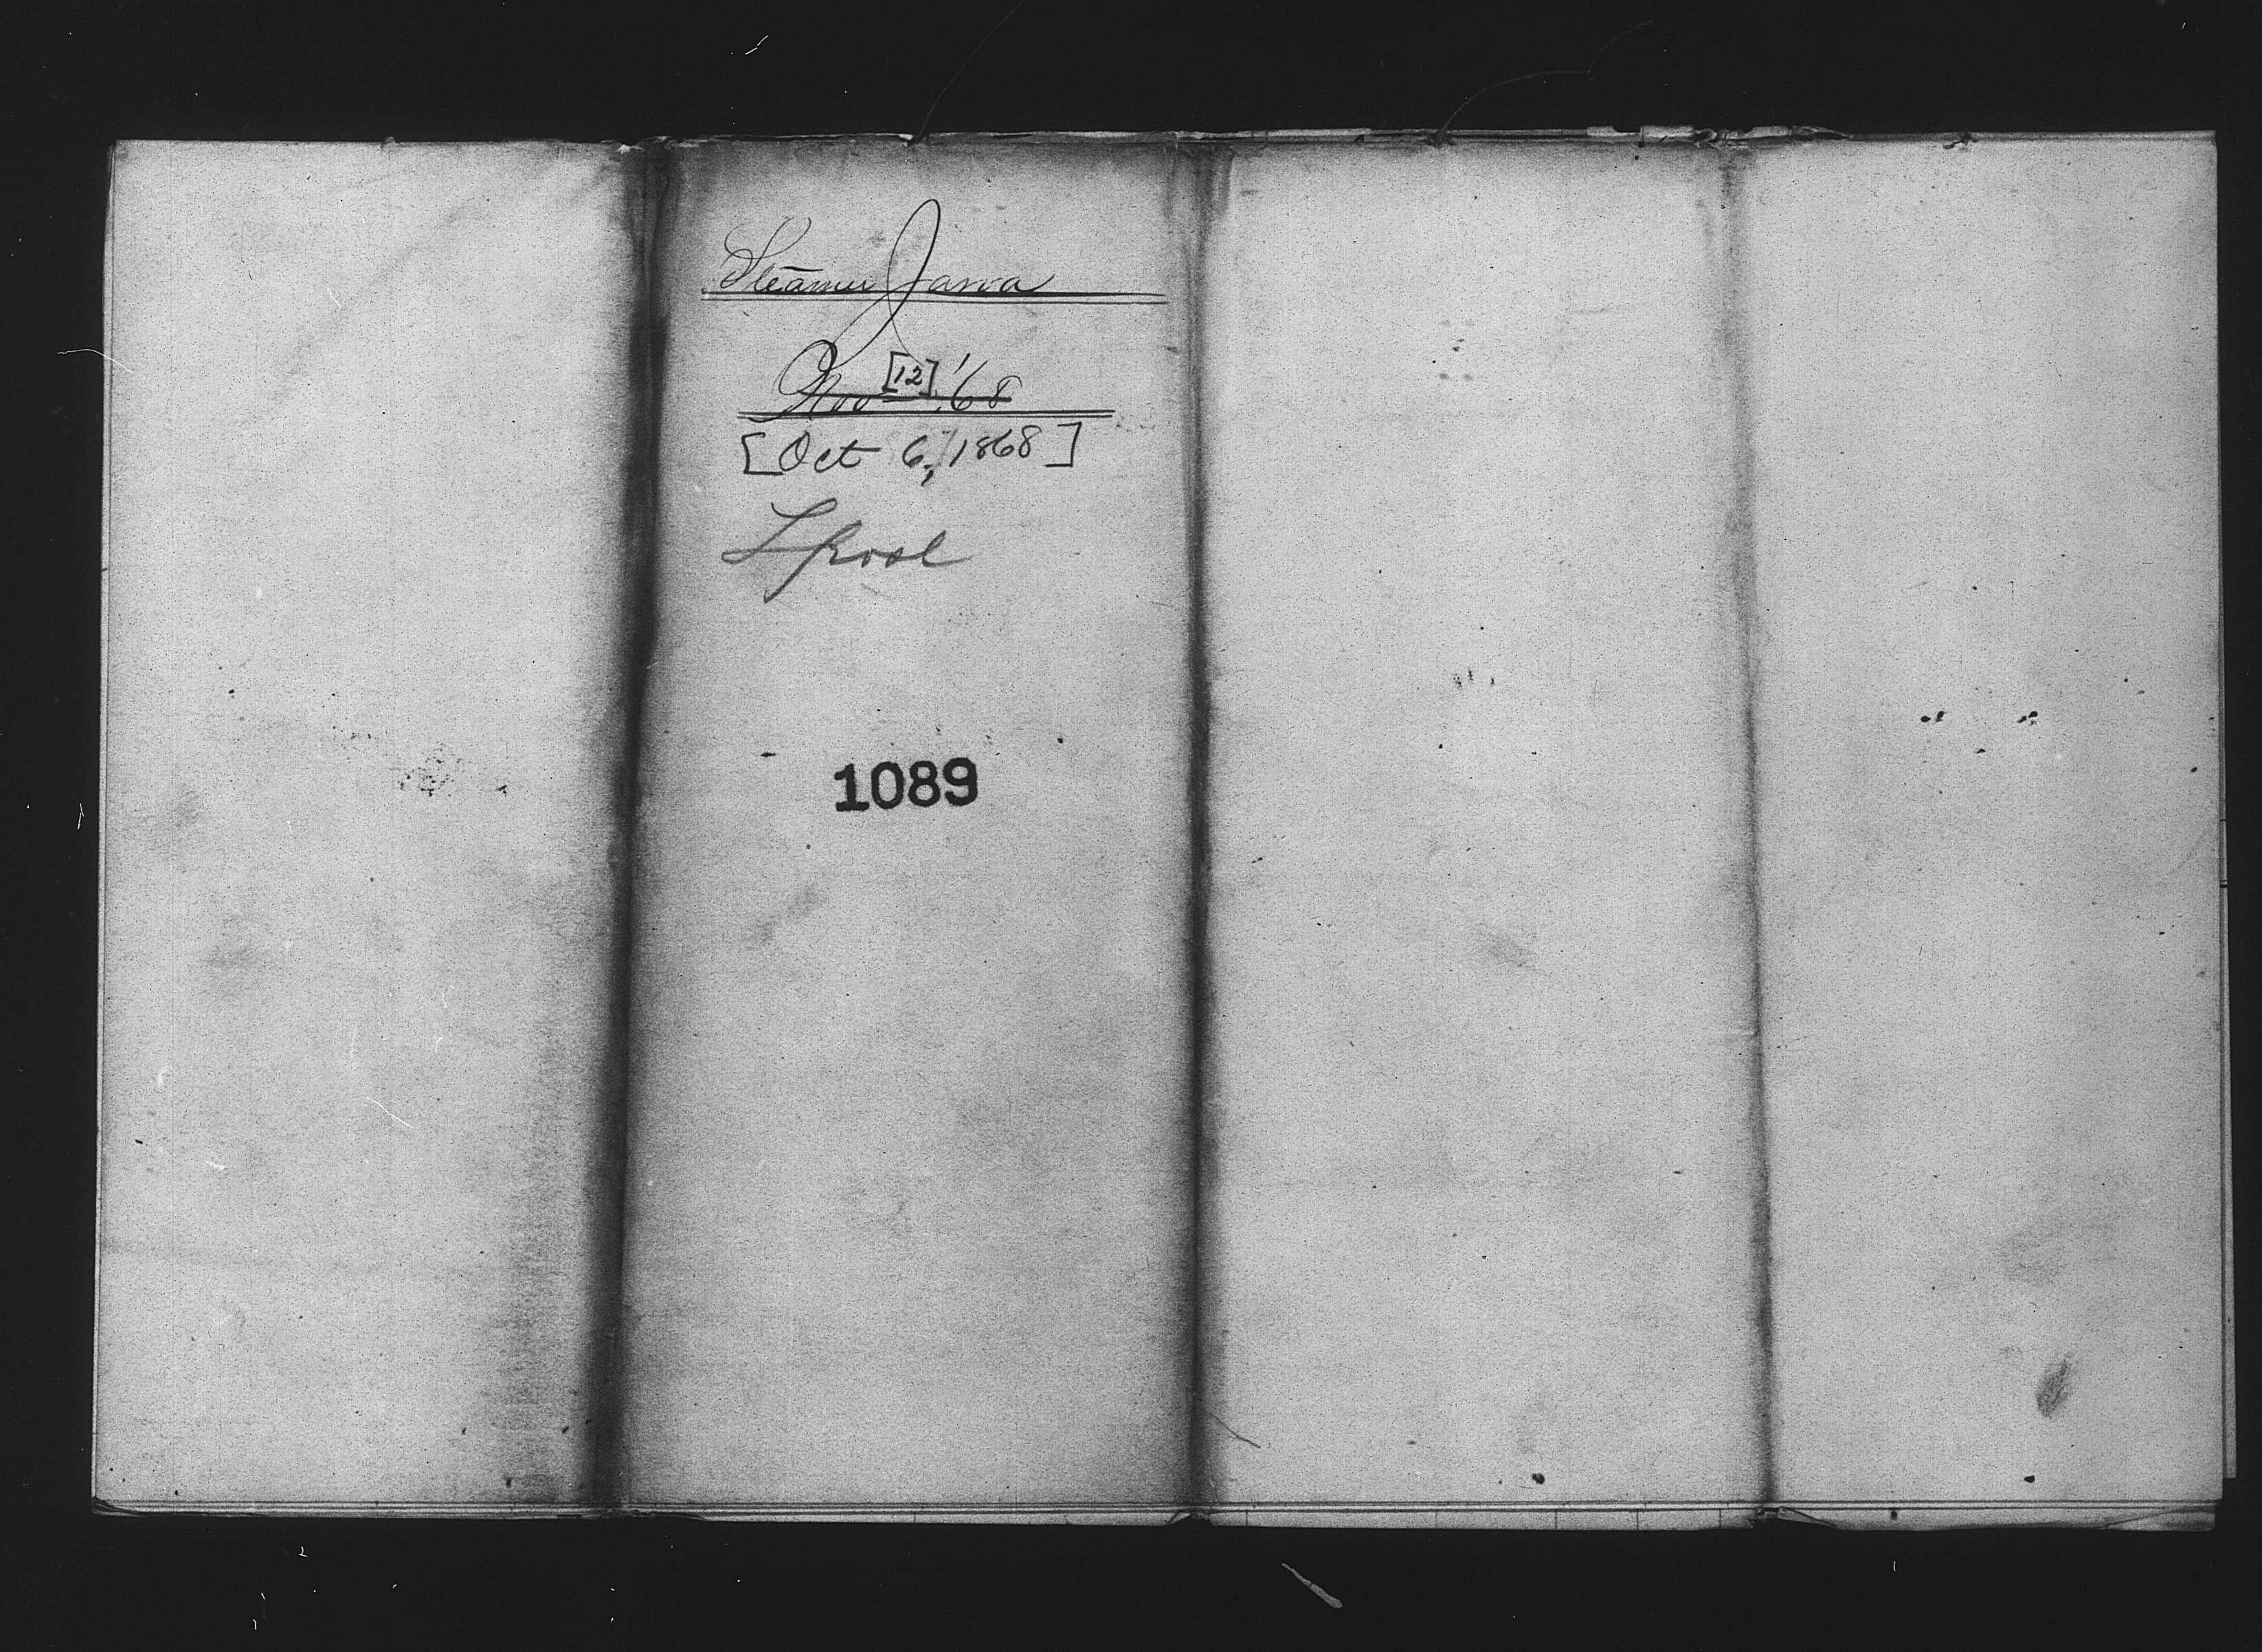 Steamer Java
Nov [12] '68
[Oct 6, 1868]
Lpool
1089